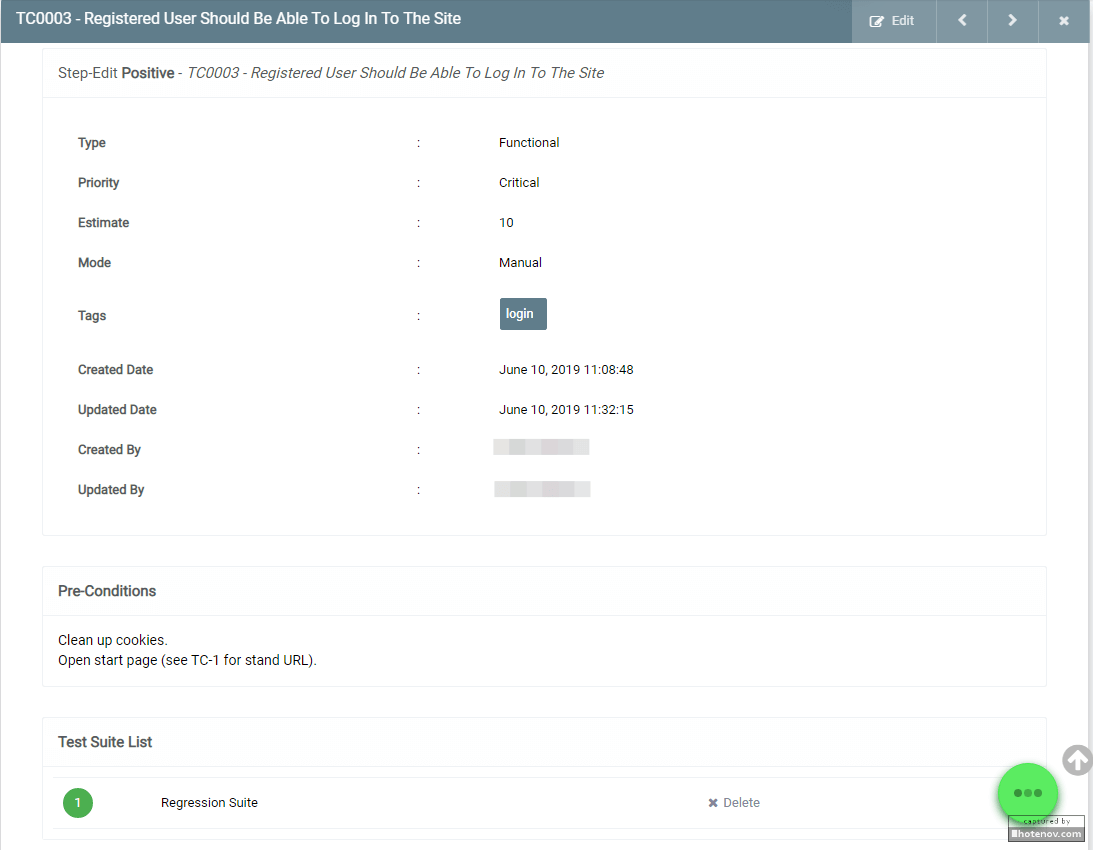 TC0003 - Registered User Should Be Able To Log In To The Site
Edit
Step-Edit Positive - TC0003 - Registered User Should Be Able To Log In To The Site
Type : Functional
Priority : Critical
Estimate : 10
Mode : Manual
Tags : login
Created Date : June 10, 2019 11:08:48
Updated Date : June 10, 2019 11:32:15
Created By :
Updated By :
Pre-Conditions
Clean up cookies.
Open start page (see TC-1 for stand URL).
Test Suite List
1 Regression Suite Delete
captured by
hotenov.com